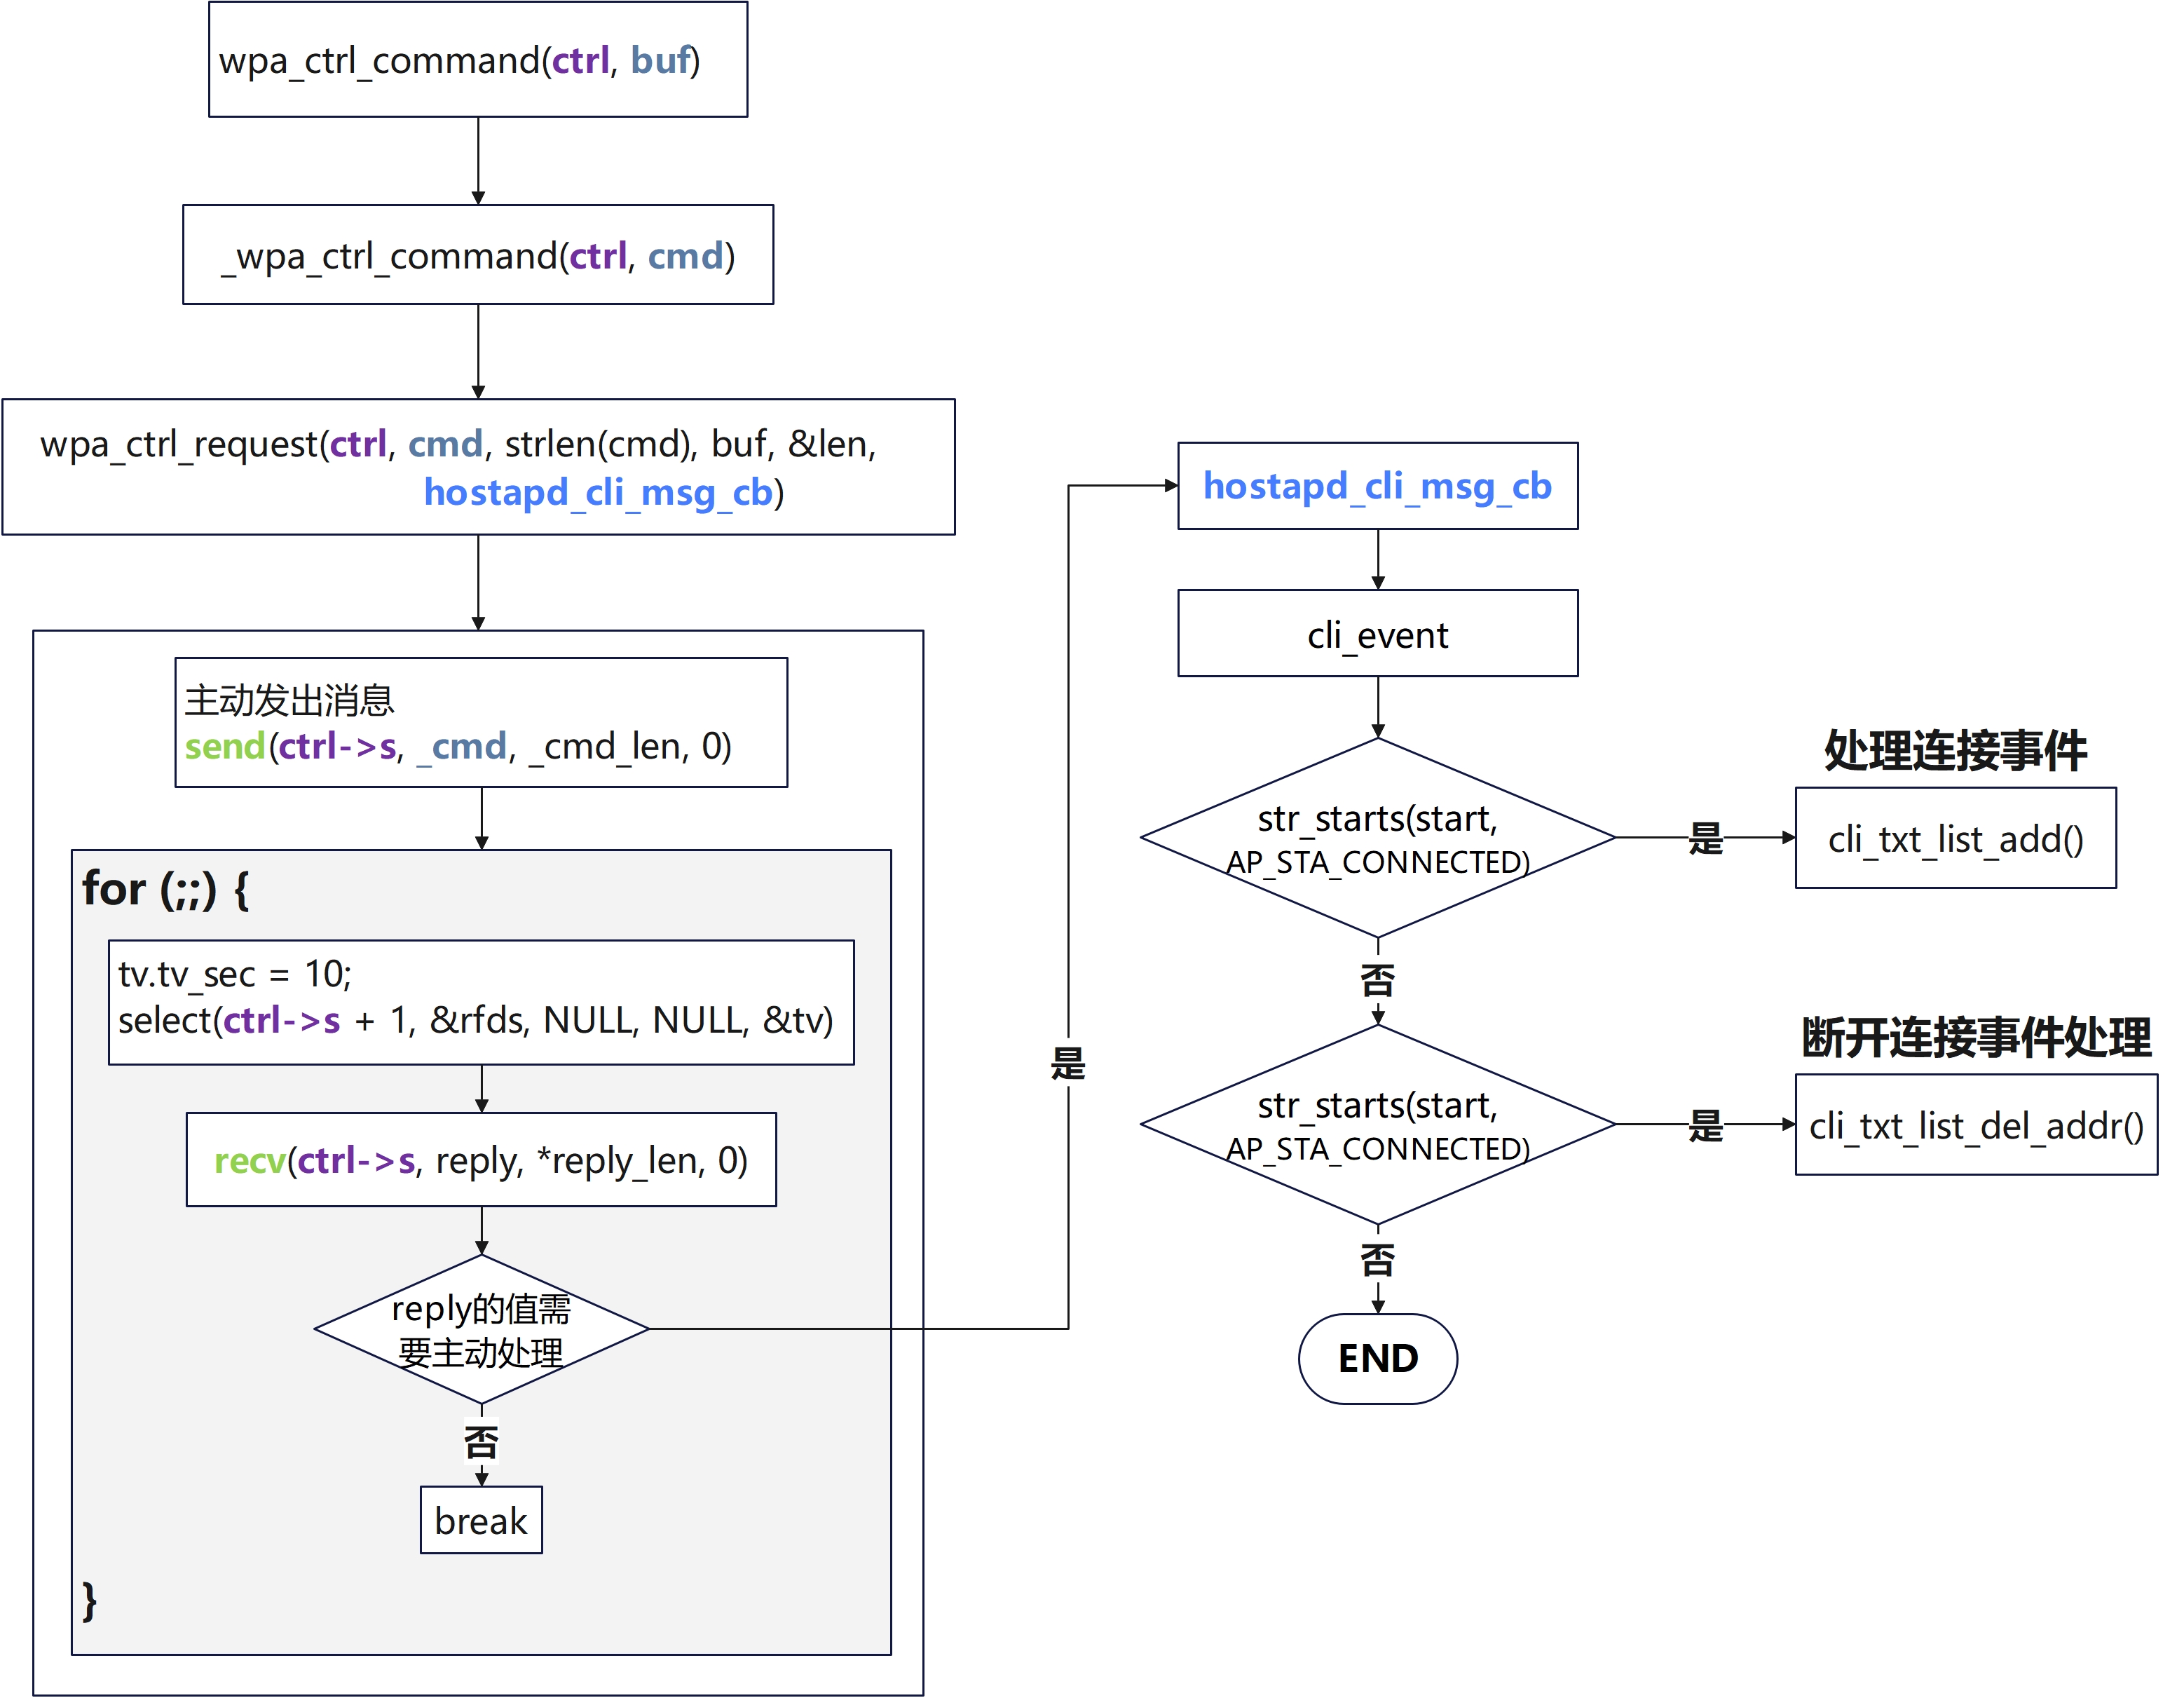 wpa_ctrl_command(ctrl, buf)
_wpa_ctrl_command(ctrl, cmd)
wpa_ctrl_request(ctrl, cmd, strlen(cmd), buf, &len,
hostapd_cli_msg_cb)
主动发出消息
send(ctrl->s, _cmd, _cmd_len, 0)
for (;;) {
tv.tv_sec = 10;
select(ctrl->s + 1, &rfds, NULL, NULL, &tv)
recv(ctrl->s, reply, *reply_len, 0)
reply的值需
要主动处理
否
break
}
是
hostapd_cli_msg_cb
cli_event
str_starts(start,
AP_STA_CONNECTED)
是
处理连接事件
cli_txt_list_add()
否
str_starts(start,
AP_STA_CONNECTED)
是
断开连接事件处理
cli_txt_list_del_addr()
否
END